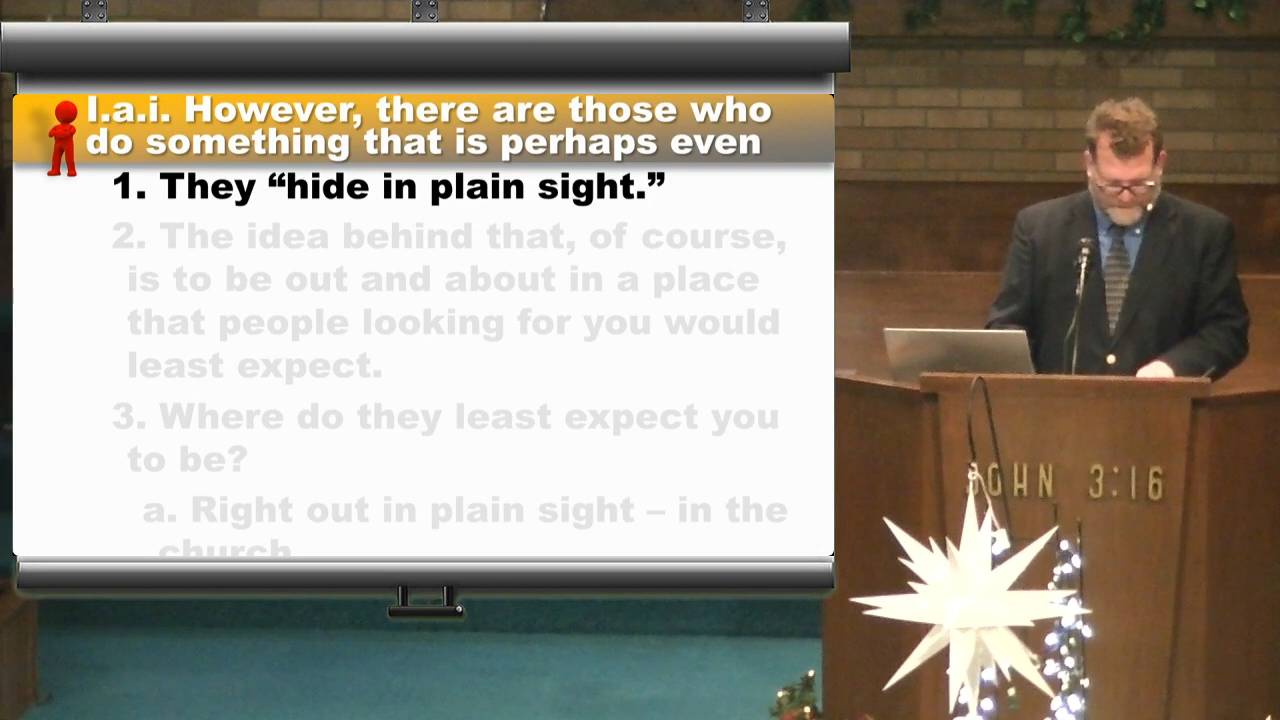 I.a.i. However, there are those who
do something that is perhaps even
1. They “hide in plain sight.”
2. The idea behind that, of course,
is to be out and about in a place
that people looking for you would
least expect.
3. Where do they least expect you
to be?
a. Right out in plain sight – in the
church
JOHN 3:16